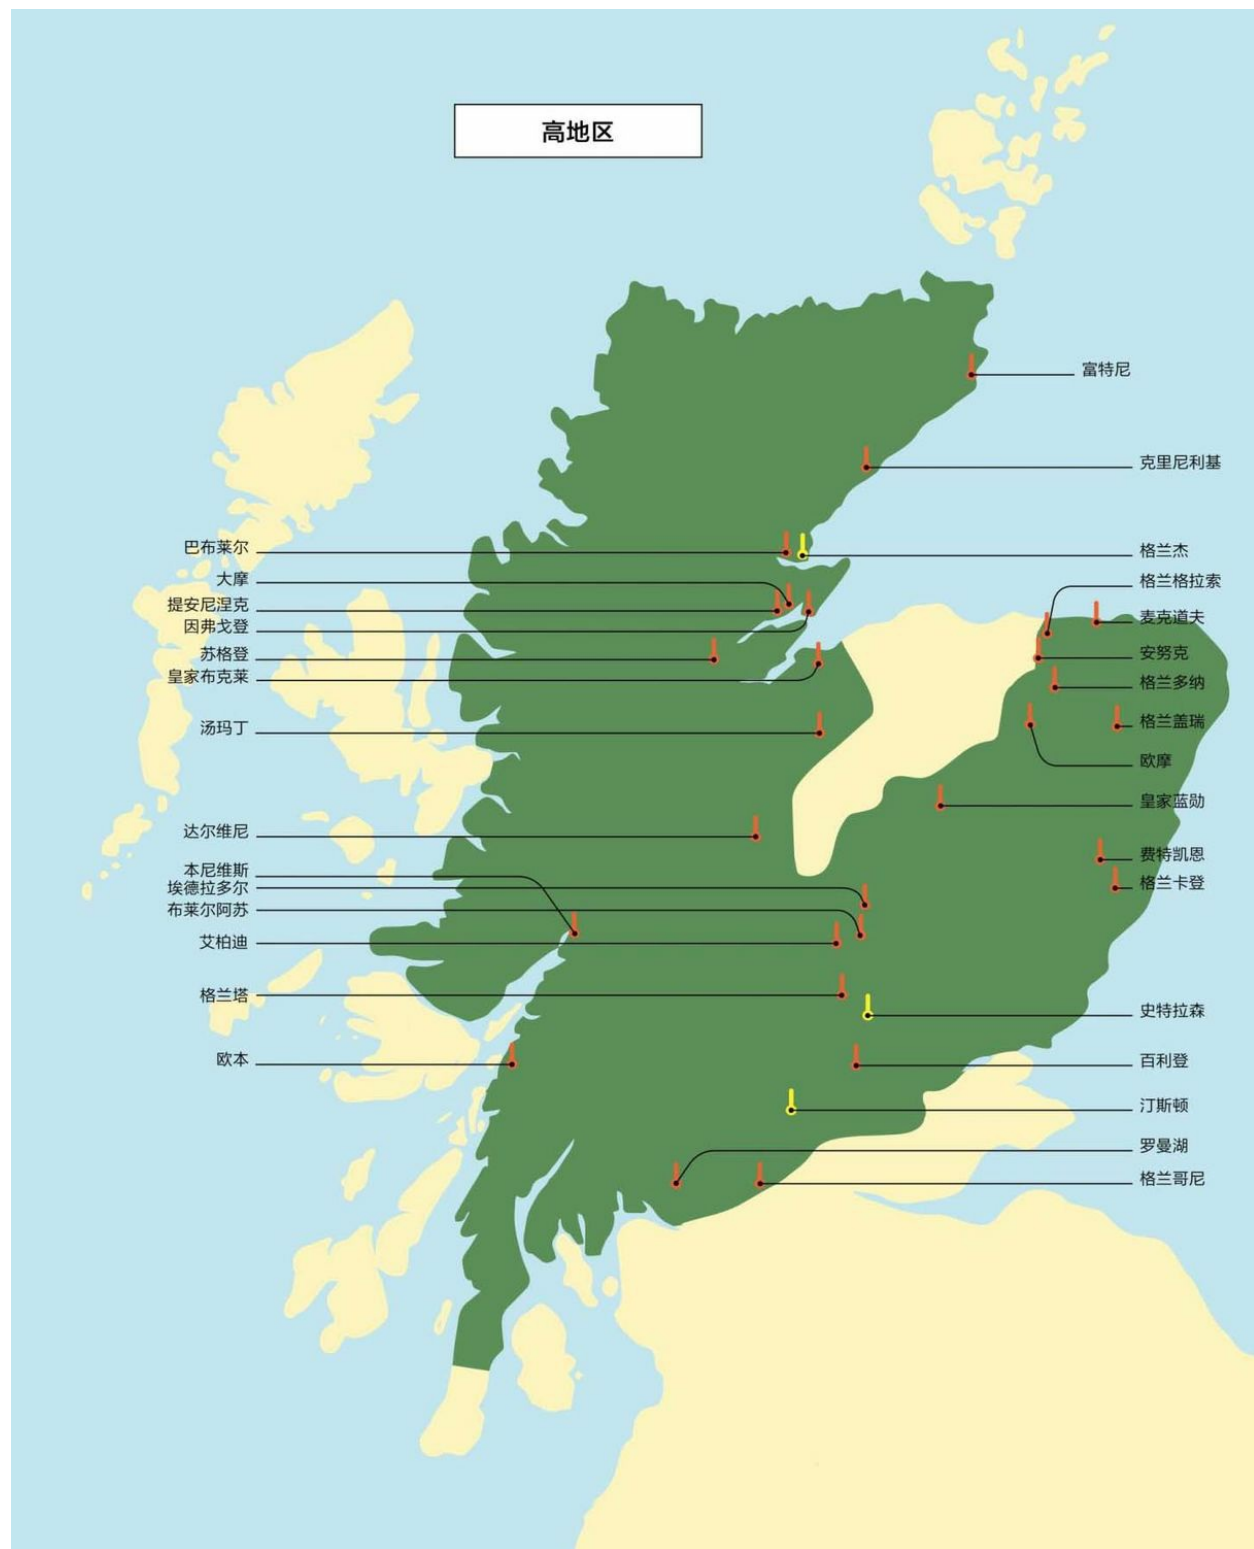 高地区
富特尼
克里尼利基
巴布莱尔
格兰杰
大摩
格兰格拉索
提安尼涅克
麦克道夫
因弗戈登
苏格登
安努克
皇家布克莱
格兰多纳
汤玛丁
格兰盖瑞
欧摩
皇家蓝勋
达尔维尼
费特凯恩
本尼维斯
埃德拉多尔
格兰卡登
布莱尔阿苏
艾柏迪
格兰塔
史特拉森
欧本
百利登
汀斯顿
罗曼湖
格兰哥尼